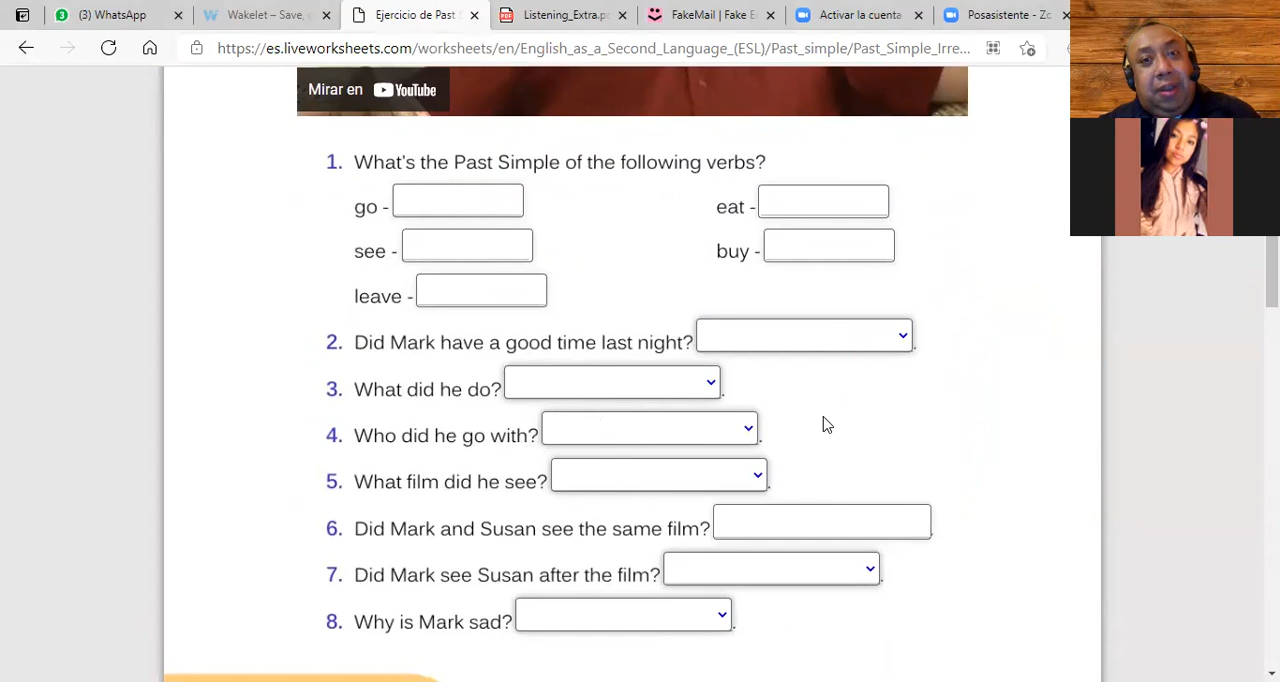 (3) WhatsApp
Wakelet – Save,
Ejercicio de Past
Listening_Extra.p
FakeMail | Fake E
Activar la cuenta
Posasistente - Zo
https://es.liveworksheets.com/worksheets/en/English_as_a_Second_Language_(ESL)/Past_simple/Past_Simple_Irre...
Mirar en YouTube
1. What's the Past Simple of the following verbs?
go - eat -
see - buy -
leave -
2. Did Mark have a good time last night? .
3. What did he do? .
4. Who did he go with? .
5. What film did he see? .
6. Did Mark and Susan see the same film? .
7. Did Mark see Susan after the film? .
8. Why is Mark sad? .